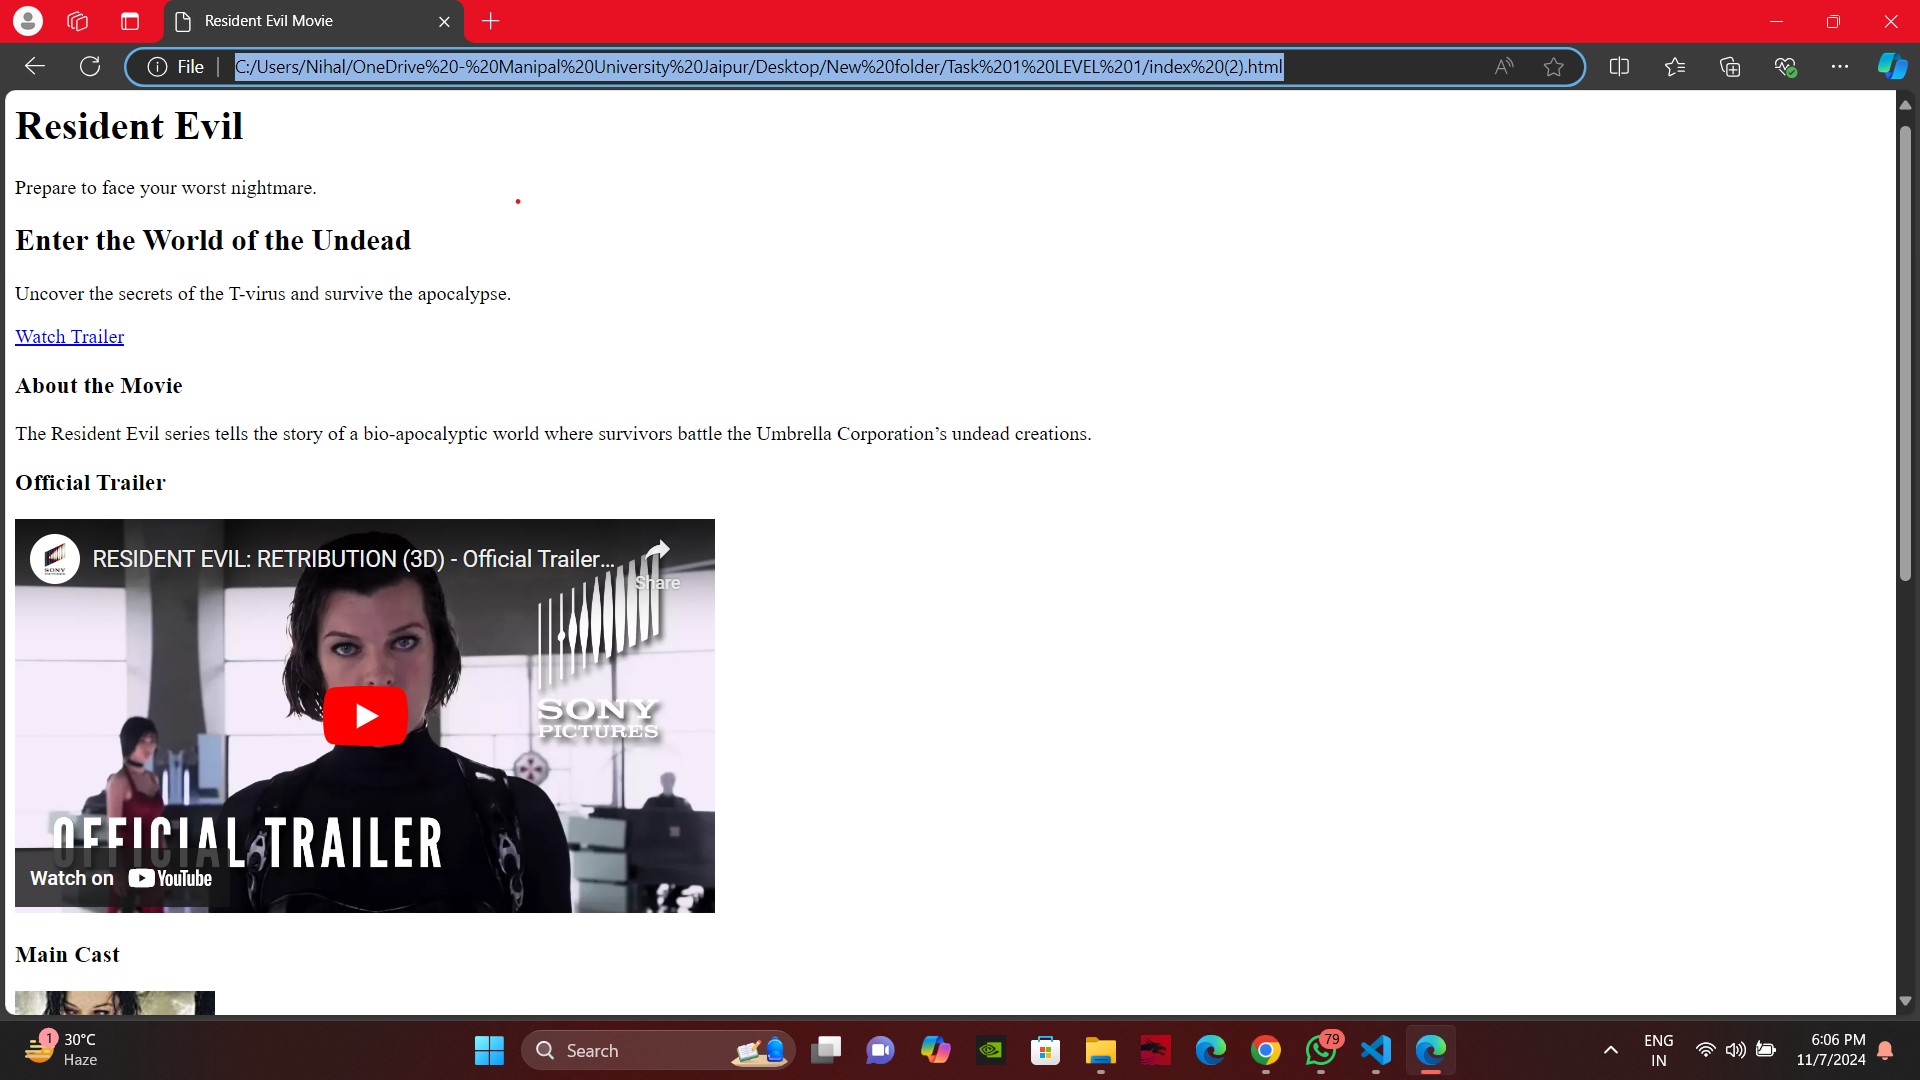 Resident Evil Movie
File
C:/Users/Nihal/OneDrive%20-%20Manipal%20University%20Jaipur/Desktop/New%20folder/Task%201%20LEVEL%201/index%20(2).html
Resident Evil
Prepare to face your worst nightmare.
Enter the World of the Undead
Uncover the secrets of the T-virus and survive the apocalypse.
Watch Trailer
About the Movie
The Resident Evil series tells the story of a bio-apocalyptic world where survivors battle the Umbrella Corporation’s undead creations.
Official Trailer
SONY
RESIDENT EVIL: RETRIBUTION (3D) - Official Trailer...
Share
SONY
PICTURES
OFFICIAL TRAILER
Watch on YouTube
Main Cast
1
30°C
Haze
Search
79
ENG
IN
6:06 PM
11/7/2024